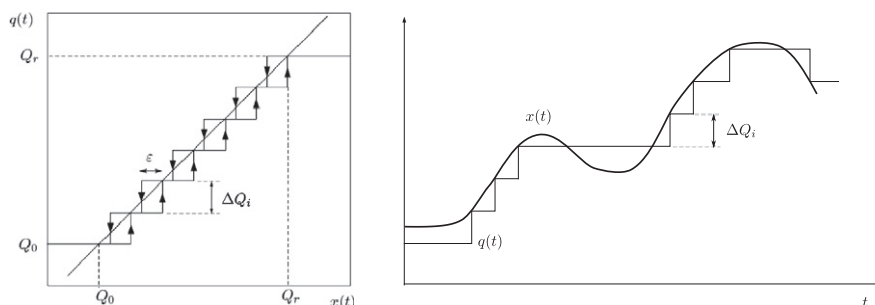 q(t)
Q_r
ε
ΔQ_i
Q_0
Q_0
Q_r
x(t)
x(t)
ΔQ_i
q(t)
t